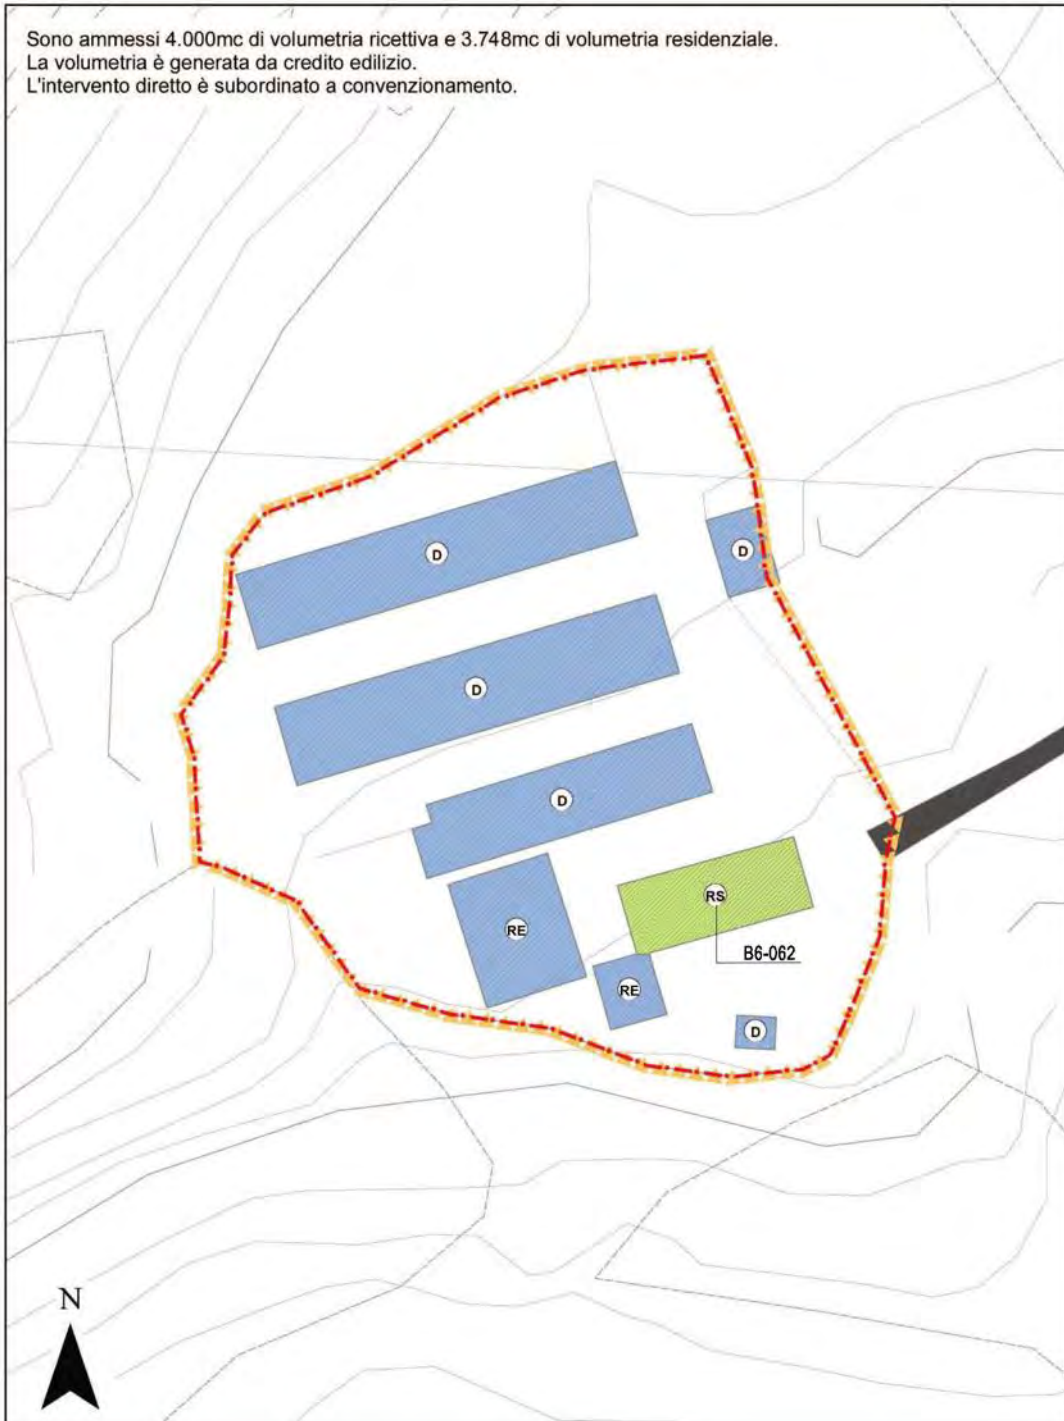 Sono ammessi 4.000mc di volumetria ricettiva e 3.748mc di volumetria residenziale.
La volumetria è generata da credito edilizio.
L'intervento diretto è subordinato a convenzionamento.
D
D
D
D
RS
RE
B6-062
RE
D
N